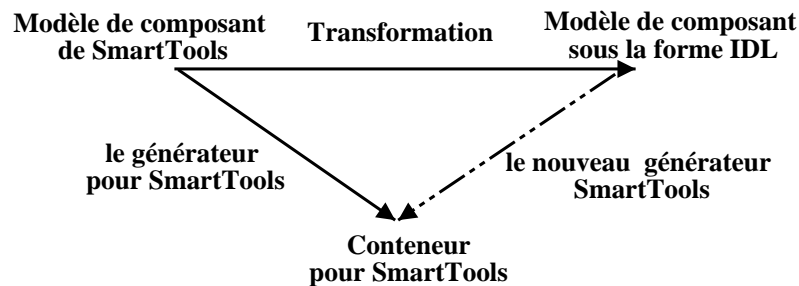 Modèle de composant
de SmartTools
Transformation
Modèle de composant
sous la forme IDL
le générateur
pour SmartTools
le nouveau générateur
SmartTools
Conteneur
pour SmartTools